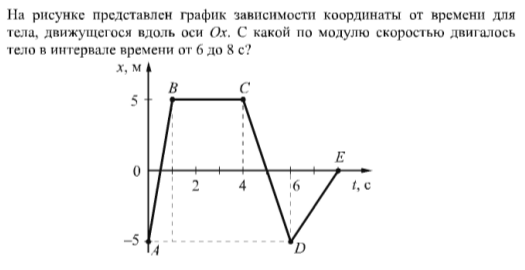 На рисунке представлен график зависимости координаты от времени для
тела, движущегося вдоль оси Ox. С какой по модулю скоростью двигалось
тело в интервале времени от 6 до 8 с?
x, м
B
C
5
E
0
2
4
6
t, с
–5
A
D